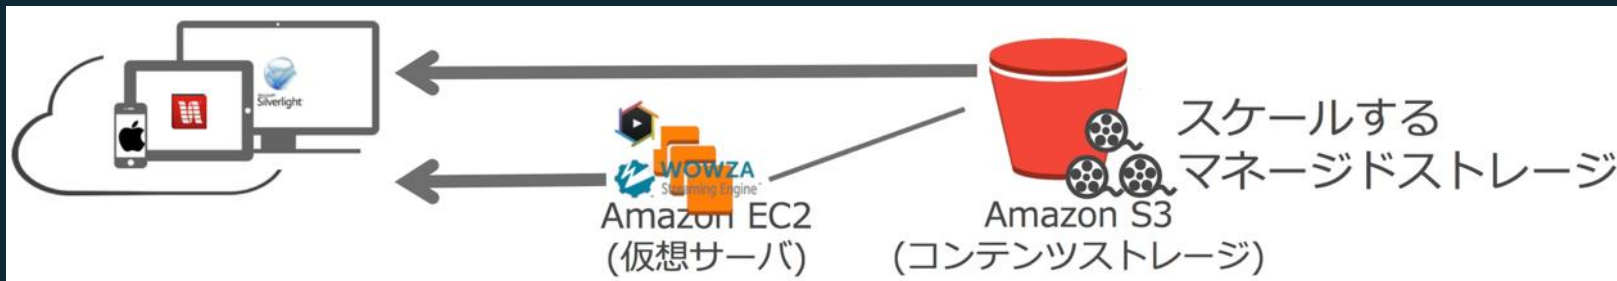 Microsoft
Silverlight
WOWZA
Streaming Engine
Amazon EC2
(仮想サーバ)
Amazon S3
(コンテンツストレージ)
スケールする
マネージドストレージ